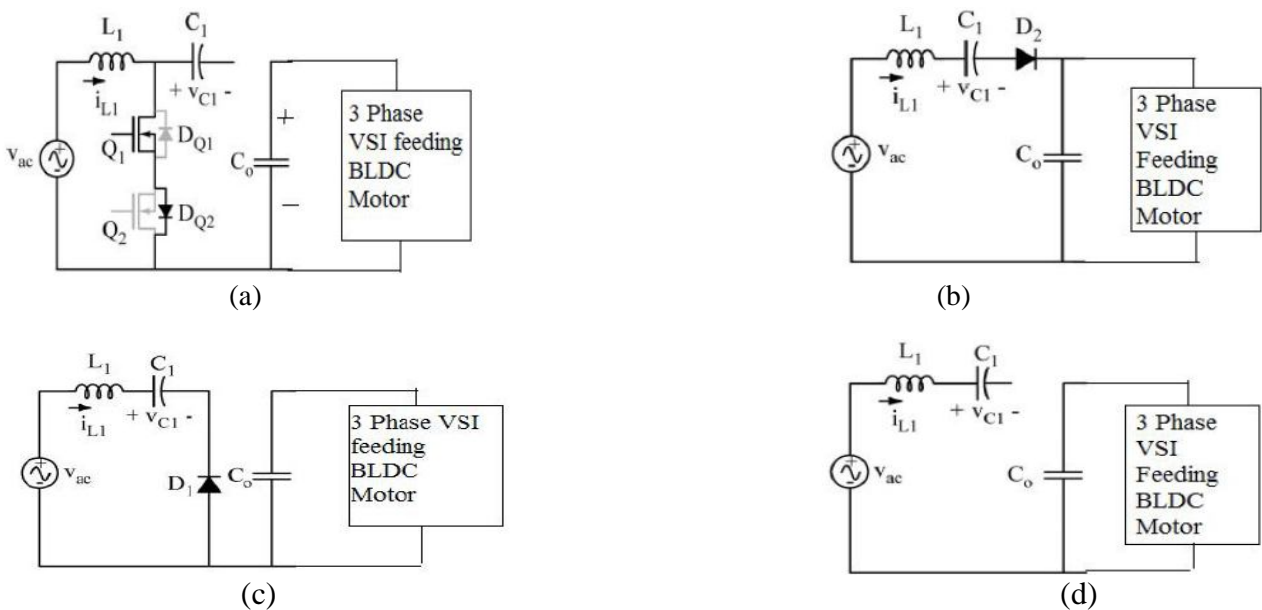 L1
C1
+ vC1 -
iL1
Q1
DQ1
vac
Q2
DQ2
+
Co
−
3 Phase
VSI feeding
BLDC
Motor
(a)
L1
C1
D2
+ vC1 -
iL1
vac
Co
3 Phase
VSI
Feeding
BLDC
Motor
(b)
L1
C1
+ vC1 -
iL1
vac
D1
Co
3 Phase VSI
feeding
BLDC
Motor
(c)
L1
C1
+ vC1 -
iL1
vac
Co
3 Phase
VSI
Feeding
BLDC
Motor
(d)